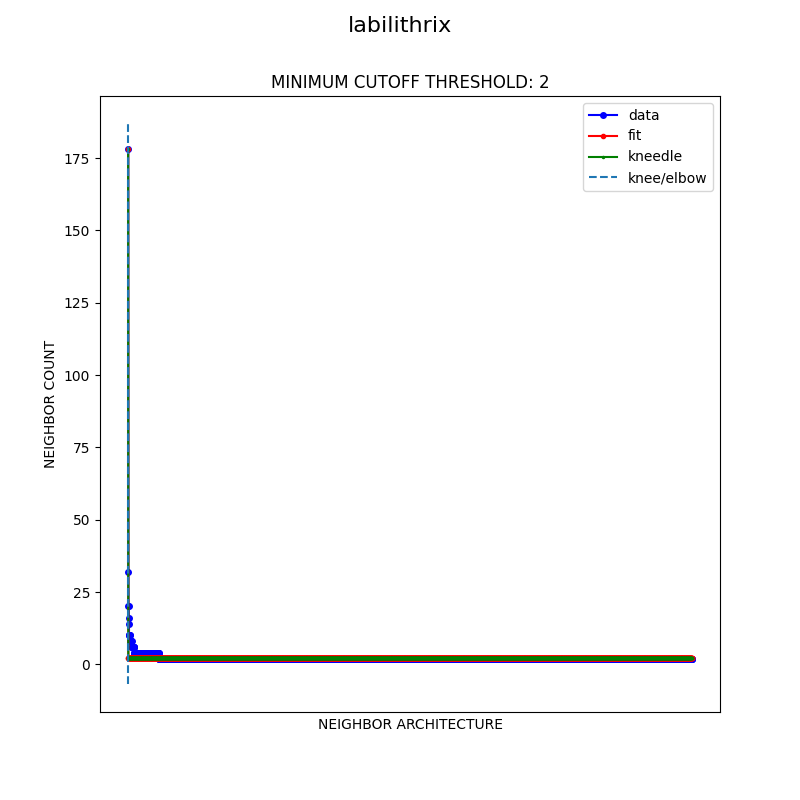 labilithrix
MINIMUM CUTOFF THRESHOLD: 2
data
fit
kneedle
knee/elbow
175
150
125
100
75
50
25
0
NEIGHBOR COUNT
NEIGHBOR ARCHITECTURE